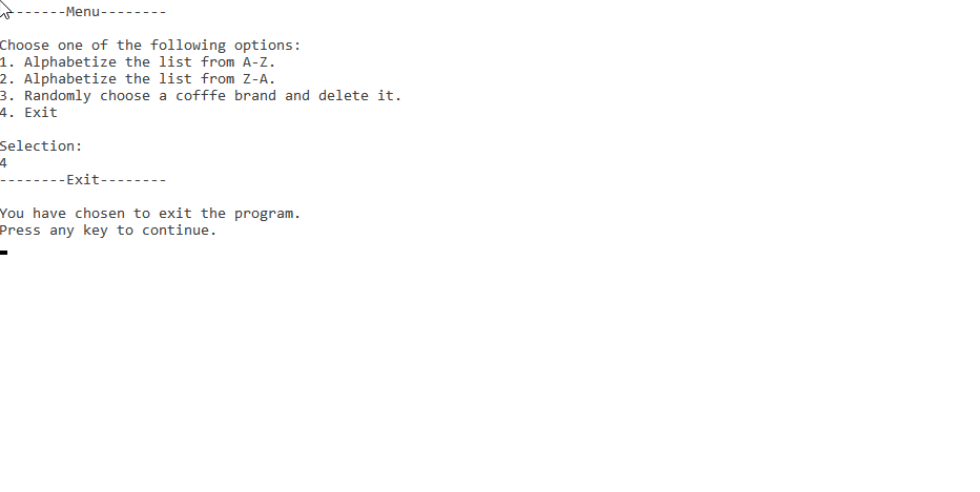 --------Menu--------
Choose one of the following options:
1. Alphabetize the list from A-Z.
2. Alphabetize the list from Z-A.
3. Randomly choose a cofffe brand and delete it.
4. Exit
Selection:
4
--------Exit--------
You have chosen to exit the program.
Press any key to continue.